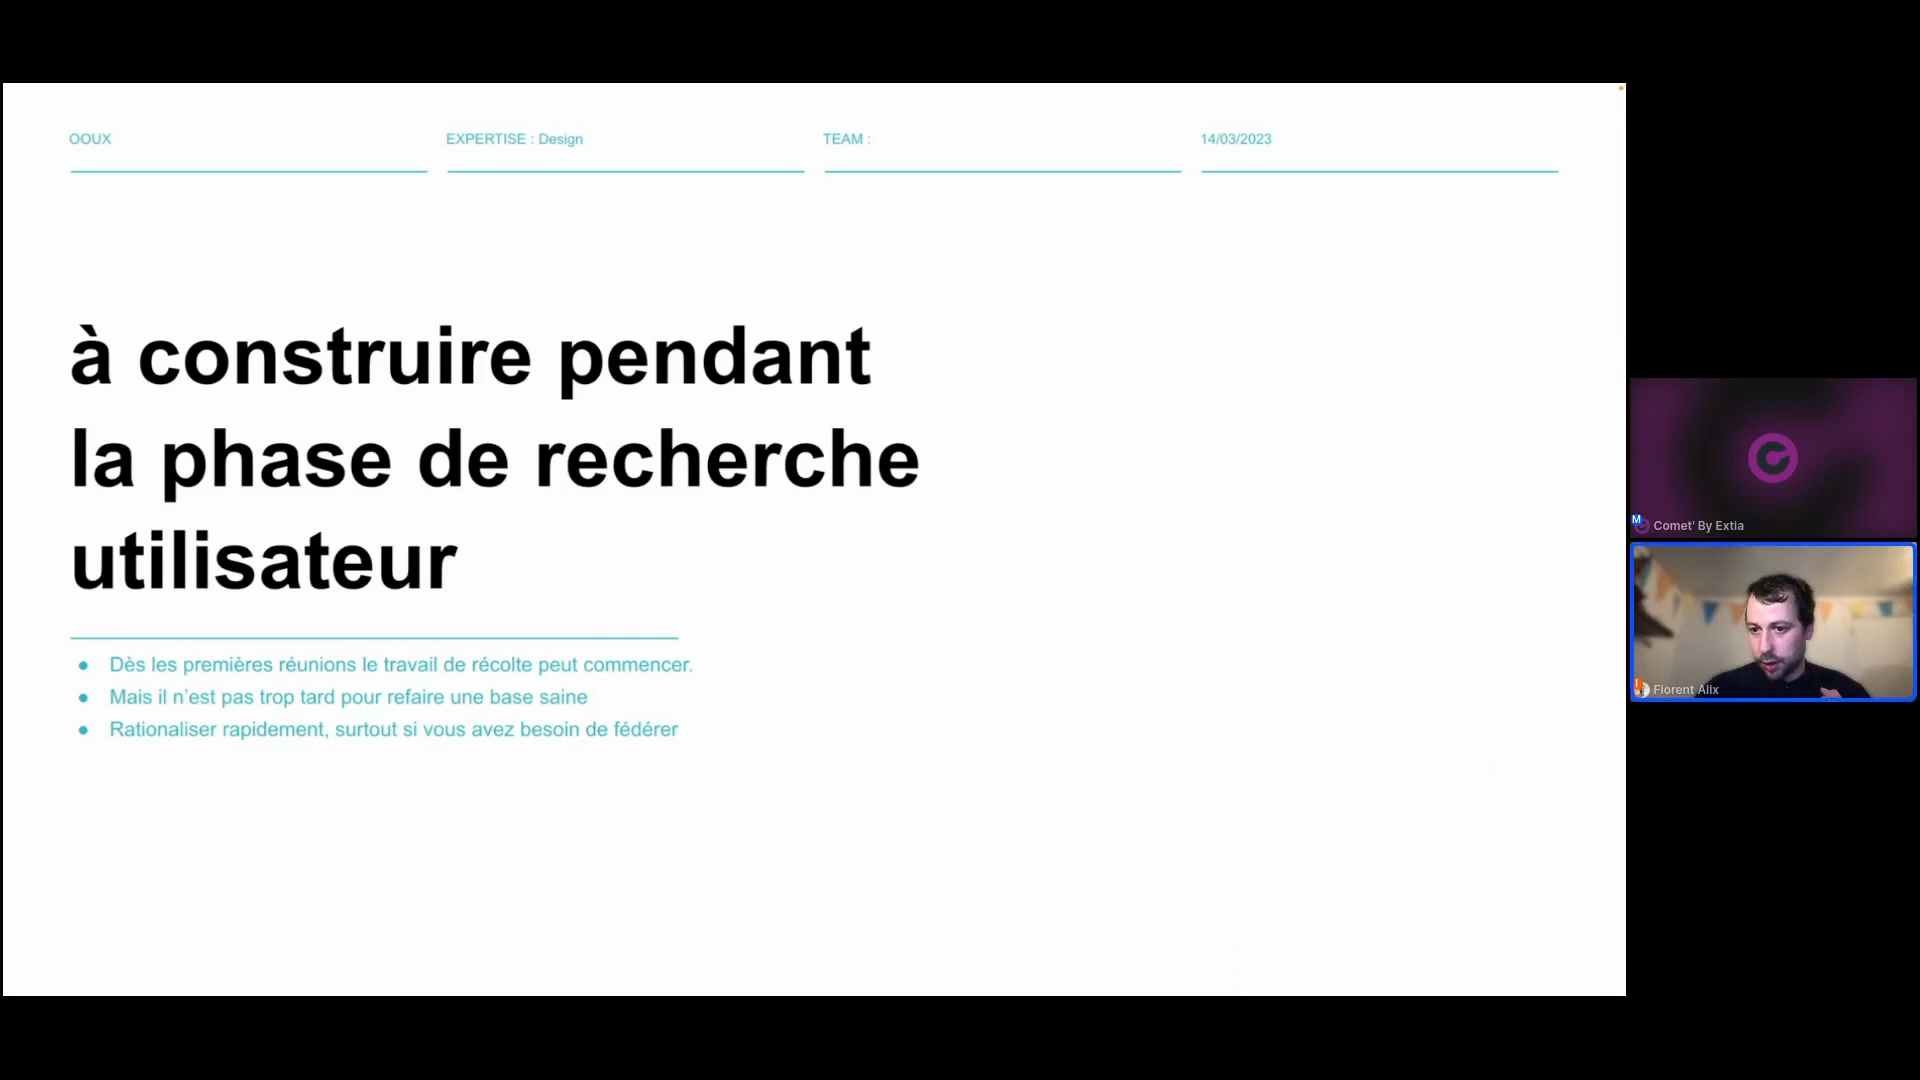 OOUX
EXPERTISE : Design
TEAM :
14/03/2023
à construire pendant
la phase de recherche
utilisateur
● Dès les premières réunions le travail de récolte peut commencer.
● Mais il n'est pas trop tard pour refaire une base saine
● Rationaliser rapidement, surtout si vous avez besoin de fédérer
M
Comet' By Extia
Florent Alix